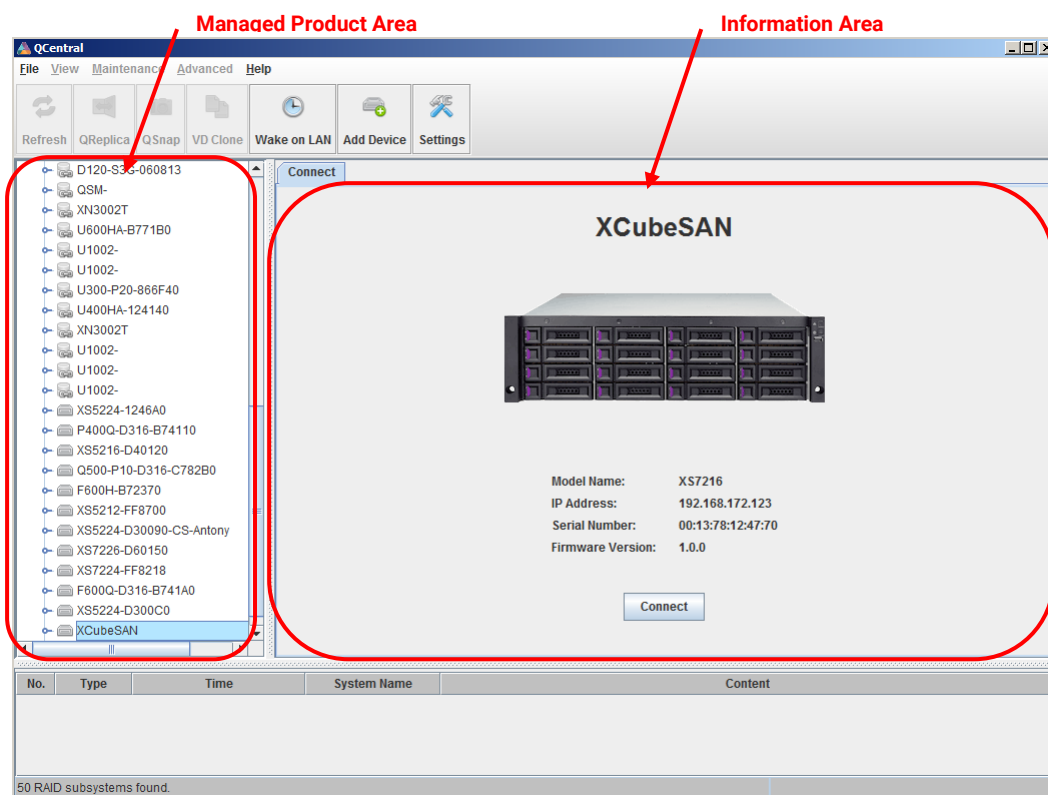 Managed Product Area
Information Area
QCentral
File View Maintenance Advanced Help
Refresh QReplica QSnap VD Clone Wake on LAN Add Device Settings
D120-S3G-060813
QSM-
XN3002T
U600HA-B771B0
U1002-
U1002-
U300-P20-866F40
U400HA-124140
XN3002T
U1002-
U1002-
U1002-
XS5224-1246A0
P400Q-D316-B74110
XS5216-D40120
Q500-P10-D316-C782B0
F600H-B72370
XS5212-FF8700
XS5224-D30090-CS-Antony
XS7226-D60150
XS7224-FF8218
F600Q-D316-B741A0
XS5224-D300C0
XCubeSAN
Connect
XCubeSAN
Model Name: XS7216
IP Address: 192.168.172.123
Serial Number: 00:13:78:12:47:70
Firmware Version: 1.0.0
Connect
No. Type Time System Name Content
50 RAID subsystems found.